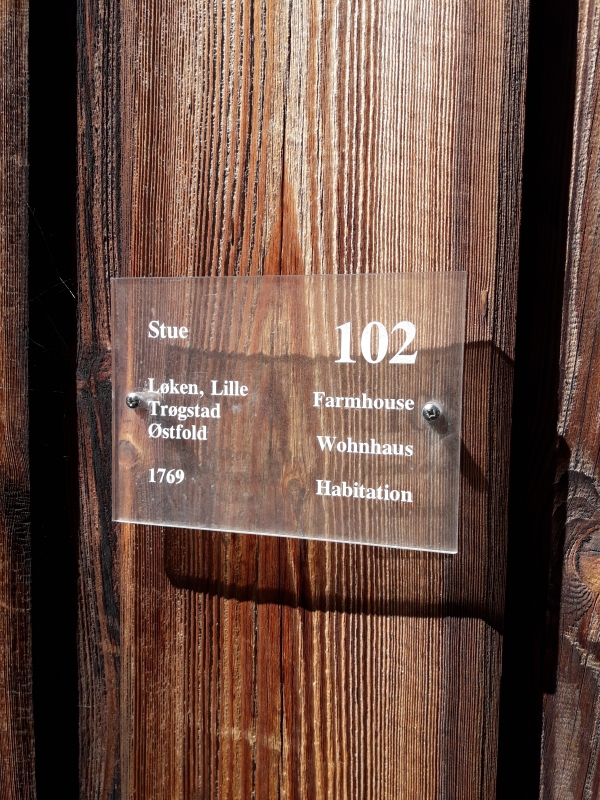 Stue
Løken, Lille
Trøgstad
Østfold
1769
102
Farmhouse
Wohnhaus
Habitation